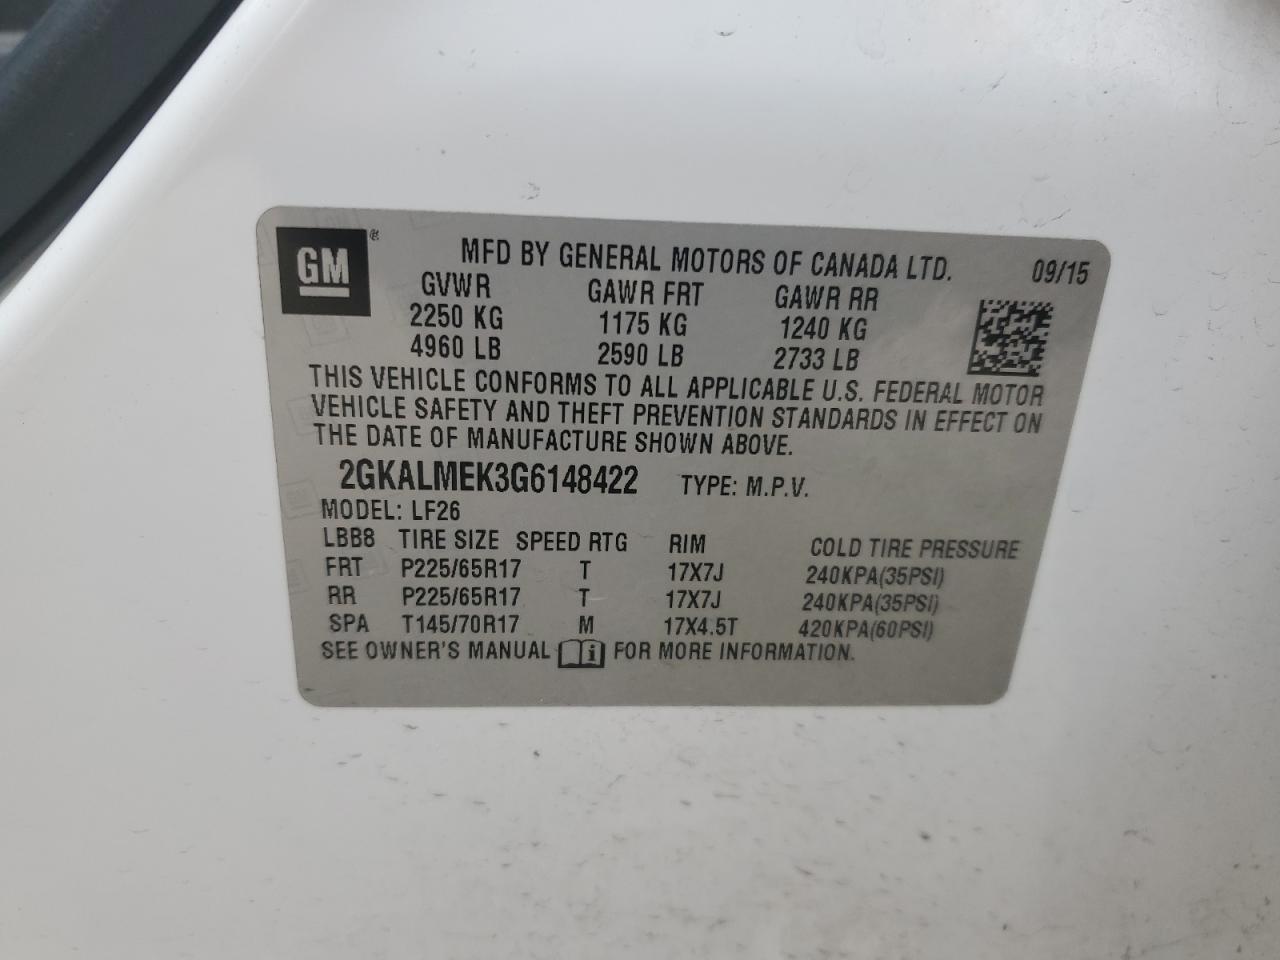 GM®
MFD BY GENERAL MOTORS OF CANADA LTD. 09/15
GVWR GAWR FRT GAWR RR
2250 KG 1175 KG 1240 KG
4960 LB 2590 LB 2733 LB
THIS VEHICLE CONFORMS TO ALL APPLICABLE U.S. FEDERAL MOTOR
VEHICLE SAFETY AND THEFT PREVENTION STANDARDS IN EFFECT ON
THE DATE OF MANUFACTURE SHOWN ABOVE.
2GKALMEK3G6148422 TYPE: M.P.V.
MODEL: LF26
LBB8 TIRE SIZE SPEED RTG RIM COLD TIRE PRESSURE
FRT P225/65R17 T 17X7J 240KPA(35PSI)
RR P225/65R17 T 17X7J 240KPA(35PSI)
SPA T145/70R17 M 17X4.5T 420KPA(60PSI)
SEE OWNER'S MANUAL i FOR MORE INFORMATION.